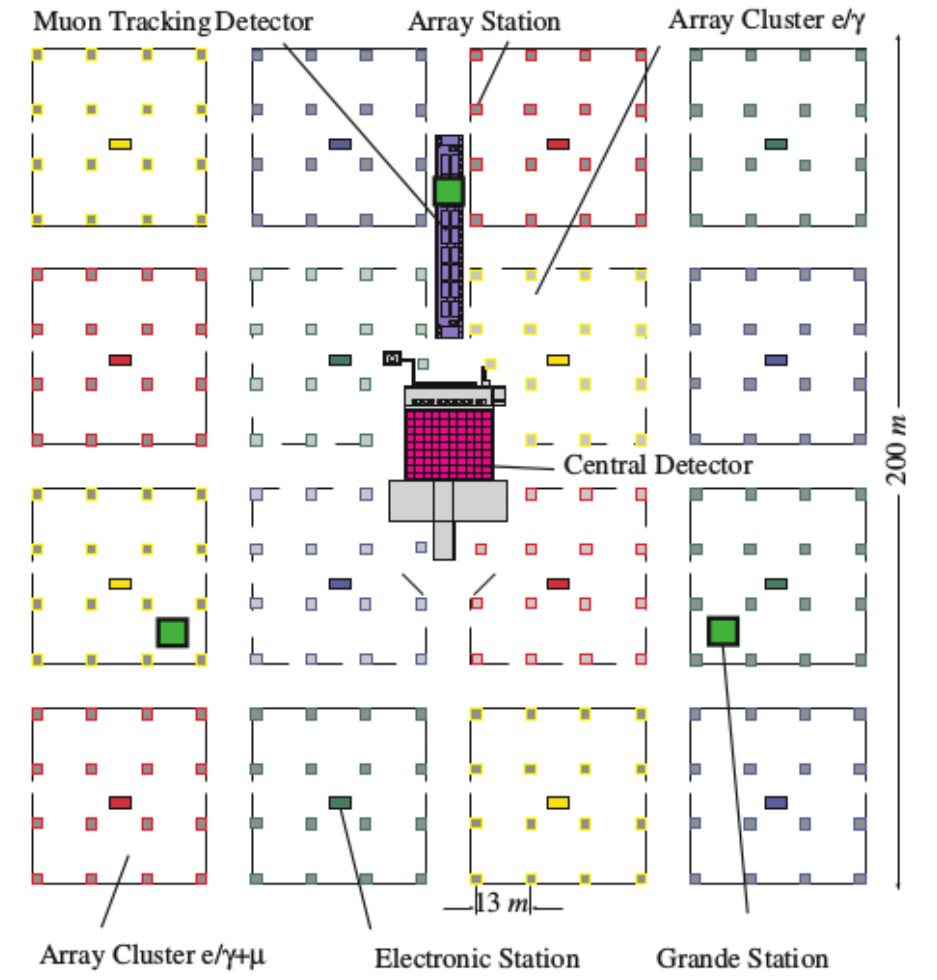 Muon Tracking Detector
Array Station
Array Cluster e/γ
Central Detector
200 m
13 m
Array Cluster e/γ+μ
Electronic Station
Grande Station